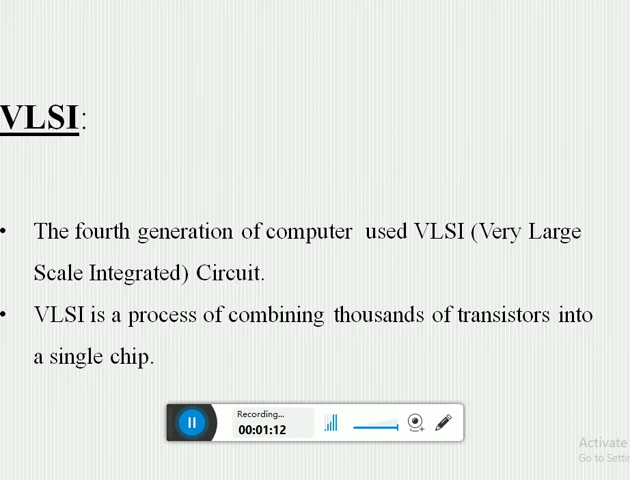 VLSI:
• The fourth generation of computer used VLSI (Very Large
Scale Integrated) Circuit.
• VLSI is a process of combining thousands of transistors into
a single chip.
Recording...
00:01:12
Activate
Go to Settin